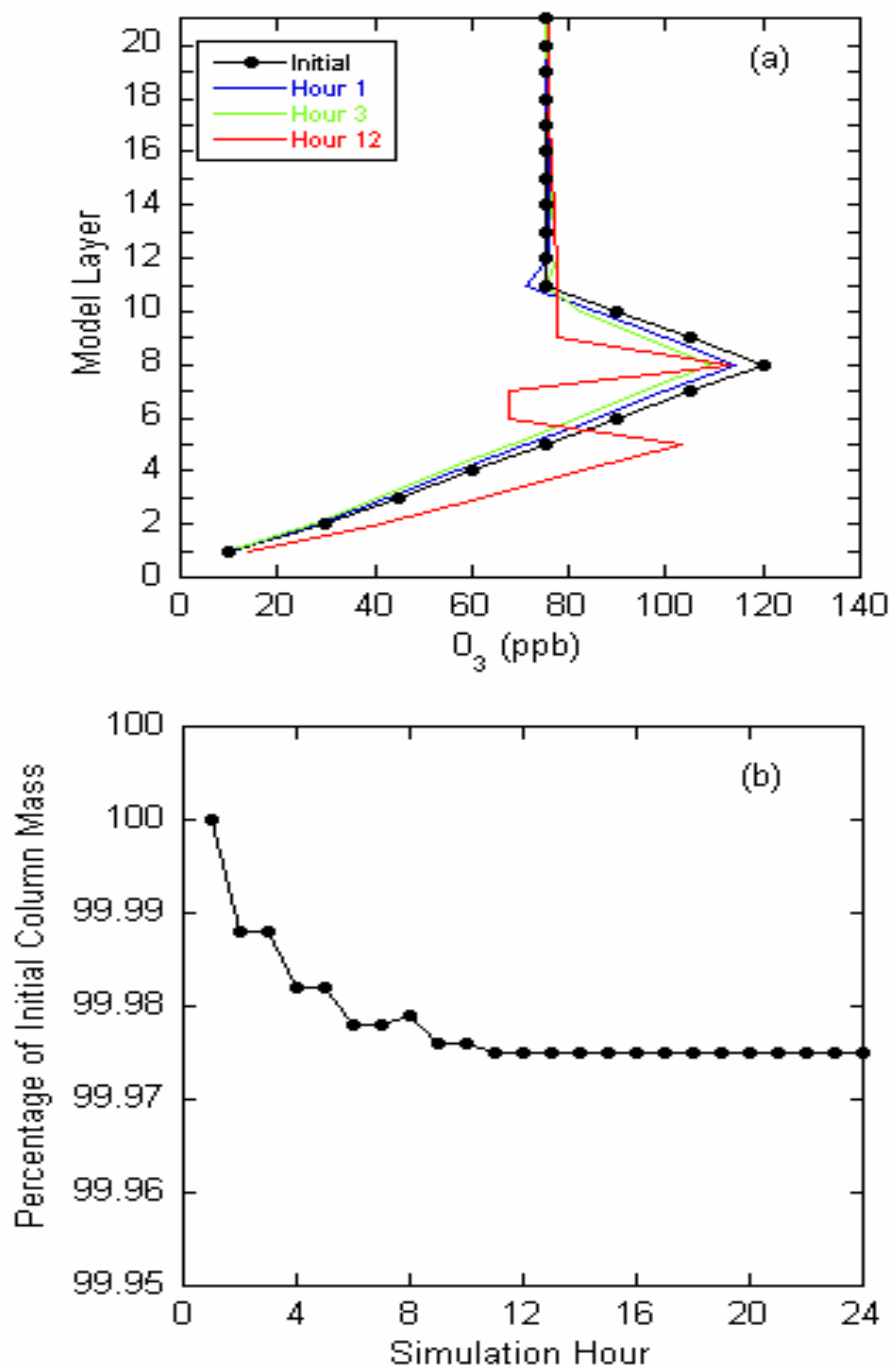 20
18
16
14
12
10
8
6
4
2
0
Model Layer
Initial
Hour 1
Hour 3
Hour 12
(a)
0 20 40 60 80 100 120 140
O3 (ppb)
100
100
99.99
99.98
99.97
99.96
99.95
Percentage of Initial Column Mass
(b)
0 4 8 12 16 20 24
Simulation Hour